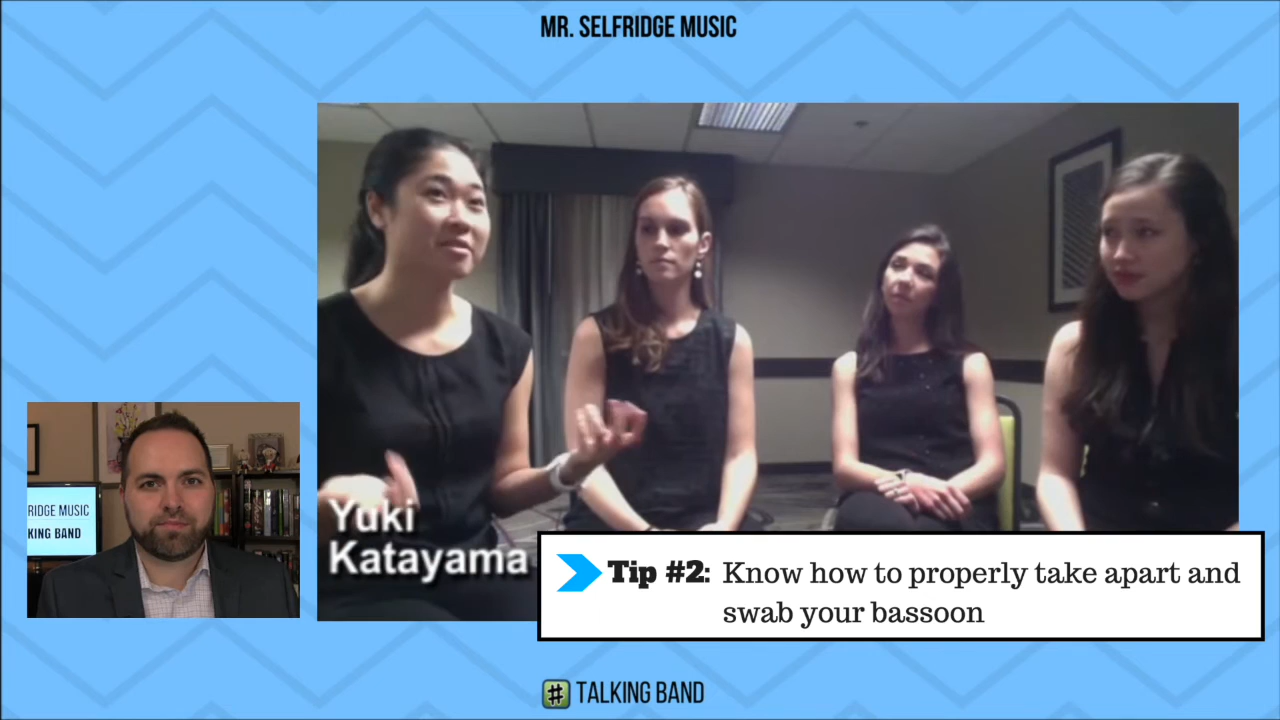 MR. SELFRIDGE MUSIC
RIDGE MUSIC
KING BAND
Yuki
Katayama
Tip #2: Know how to properly take apart and
swab your bassoon
# TALKING BAND